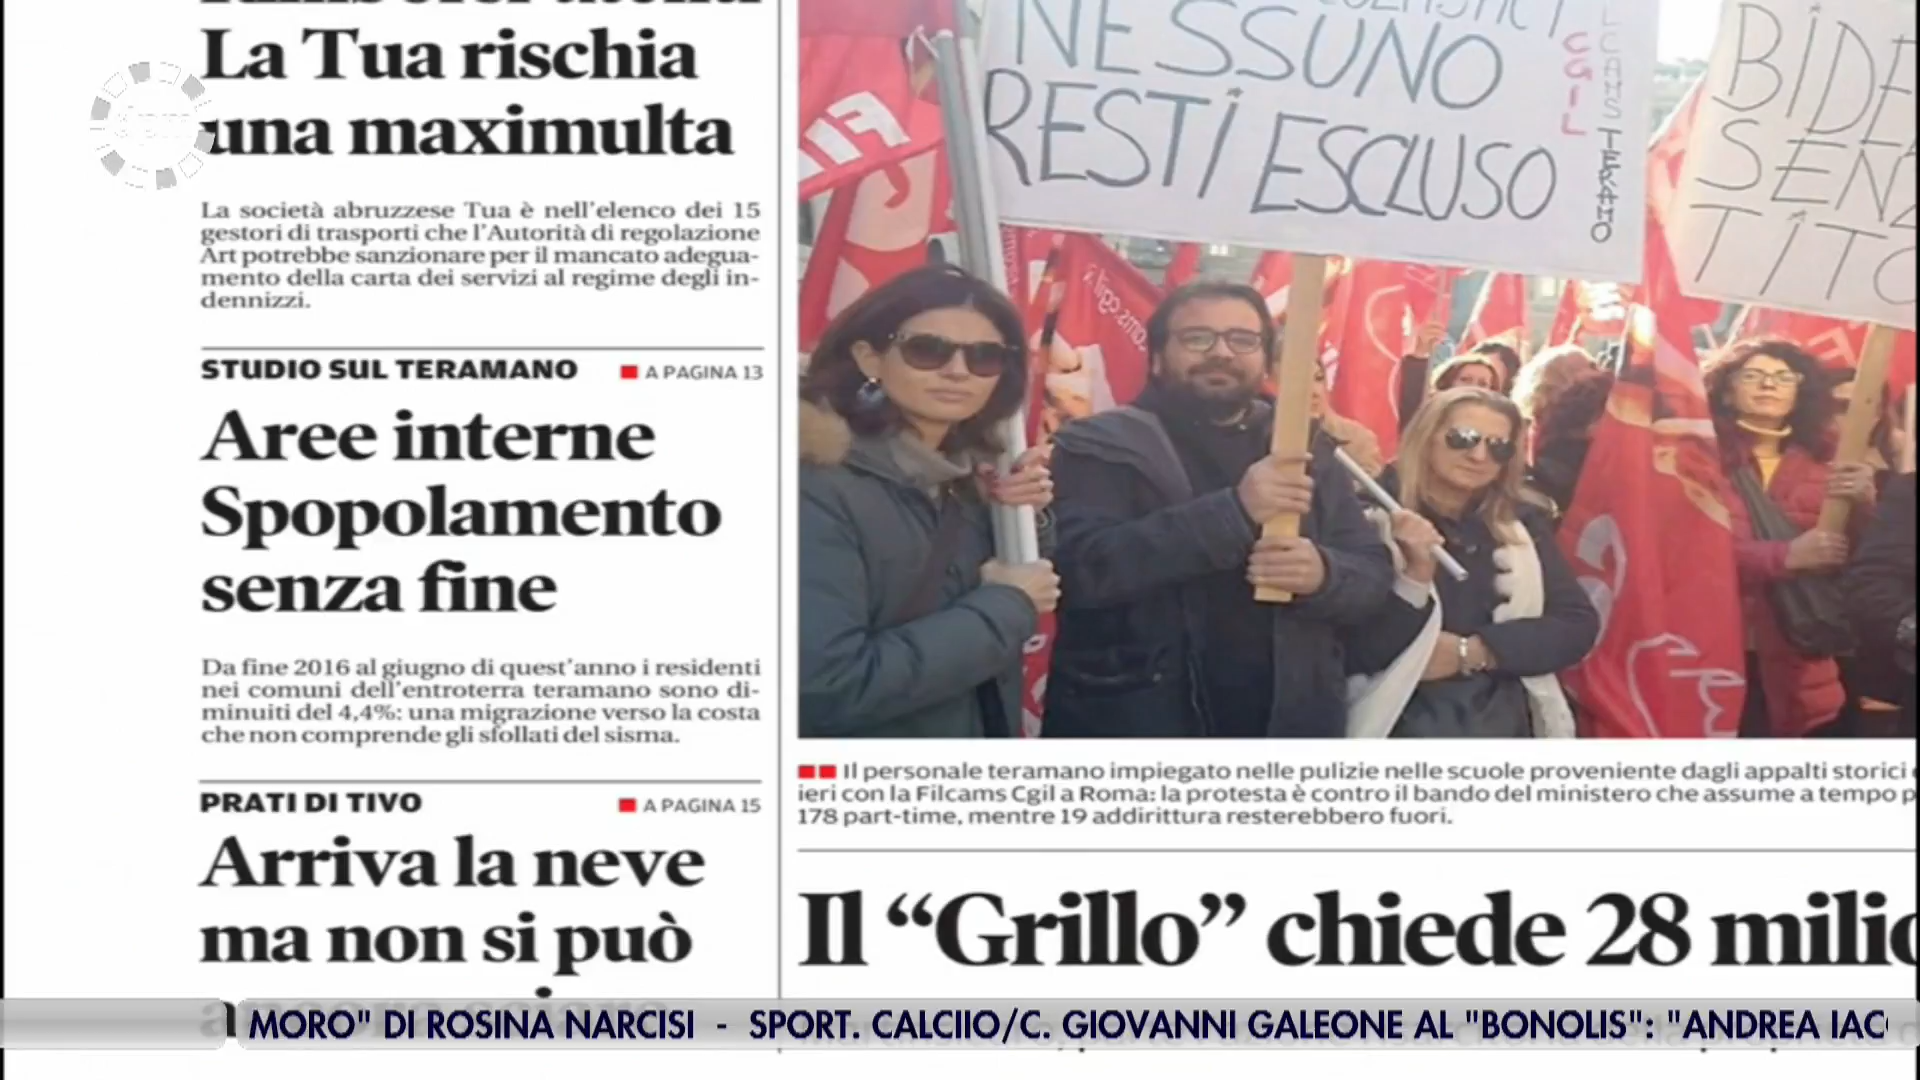 La Tua rischia
una maximulta
La società abruzzese Tua è nell'elenco dei 15
gestori di trasporti che l'Autorità di regolazione
Art potrebbe sanzionare per il mancato adegua-
mento della carta dei servizi al regime degli in-
dennizzi.
STUDIO SUL TERAMANO A PAGINA 13
Aree interne
Spopolamento
senza fine
Da fine 2016 al giugno di quest'anno i residenti
nei comuni dell'entroterra teramano sono di-
minuiti del 4,4%: una migrazione verso la costa
che non comprende gli sfollati del sisma.
PRATI DI TIVO A PAGINA 15
Arriva la neve
ma non si può
NESSUNO
RESTI ESCLUSO
CGIL
TERAMO
BIDE
SENZ
TITO
Il personale teramano impiegato nelle pulizie nelle scuole proveniente dagli appalti storici
ieri con la Filcams Cgil a Roma: la protesta è contro il bando del ministero che assume a tempo p
178 part-time, mentre 19 addirittura resterebbero fuori.
Il “Grillo” chiede 28 milio
MORO" DI ROSINA NARCISI - SPORT. CALCIIO/C. GIOVANNI GALEONE AL "BONOLIS": "ANDREA IAC